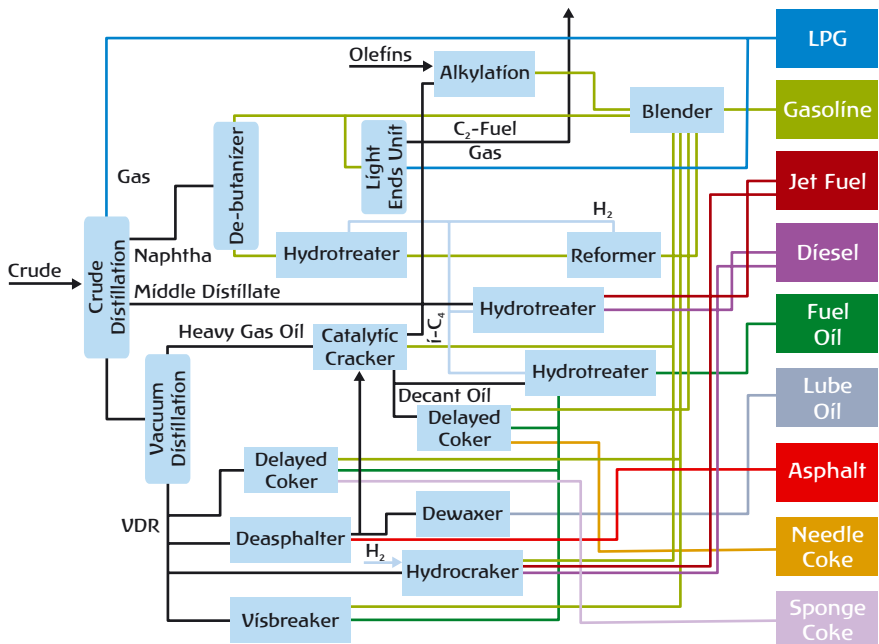 LPG
Olefins
Alkylation
Blender
Gasoline
C₂-Fuel
Gas
Light
Ends Unit
De-butanizer
Gas
Jet Fuel
H₂
Naphtha
Hydrotreater
Reformer
Diesel
Crude
Crude
Distillation
Middle Distillate
Hydrotreater
Fuel
Oil
Heavy Gas Oil
Catalytic
Cracker
i-C₄
Hydrotreater
Decant Oil
Lube
Oil
Vacuum
Distillation
Delayed
Coker
Delayed
Coker
Asphalt
VDR
Deasphalter
Dewaxer
Needle
Coke
H₂
Hydrocraker
Visbreaker
Sponge
Coke